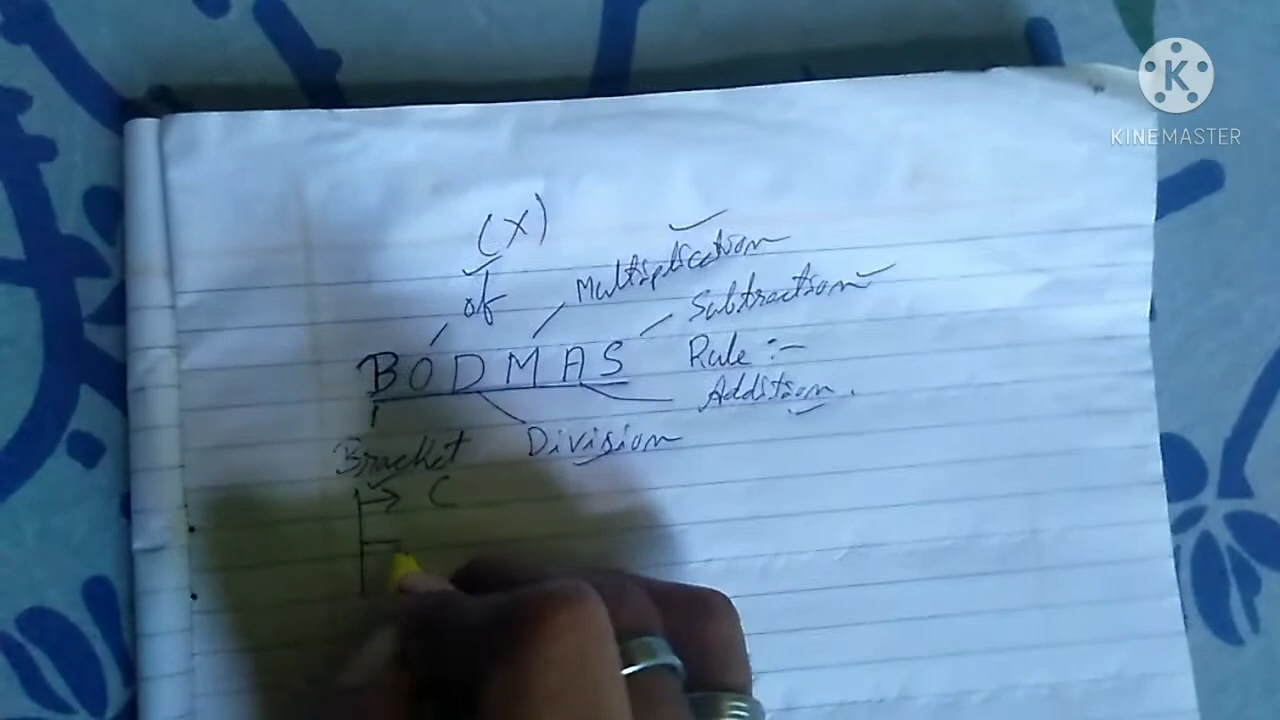 (X)
of
Multiplication
Subtraction
BODMAS Rule :-
Addition.
Bracket
Division
C
K
KINEMASTER